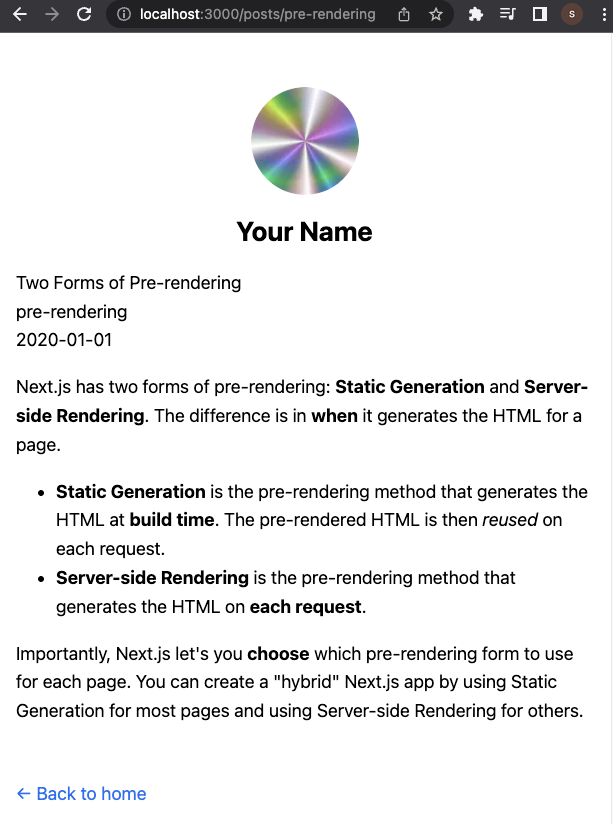 localhost:3000/posts/pre-rendering
S
Your Name
Two Forms of Pre-rendering
pre-rendering
2020-01-01
Next.js has two forms of pre-rendering: Static Generation and Server-
side Rendering. The difference is in when it generates the HTML for a
page.
• Static Generation is the pre-rendering method that generates the
HTML at build time. The pre-rendered HTML is then reused on
each request.
• Server-side Rendering is the pre-rendering method that
generates the HTML on each request.
Importantly, Next.js let's you choose which pre-rendering form to use
for each page. You can create a "hybrid" Next.js app by using Static
Generation for most pages and using Server-side Rendering for others.
← Back to home